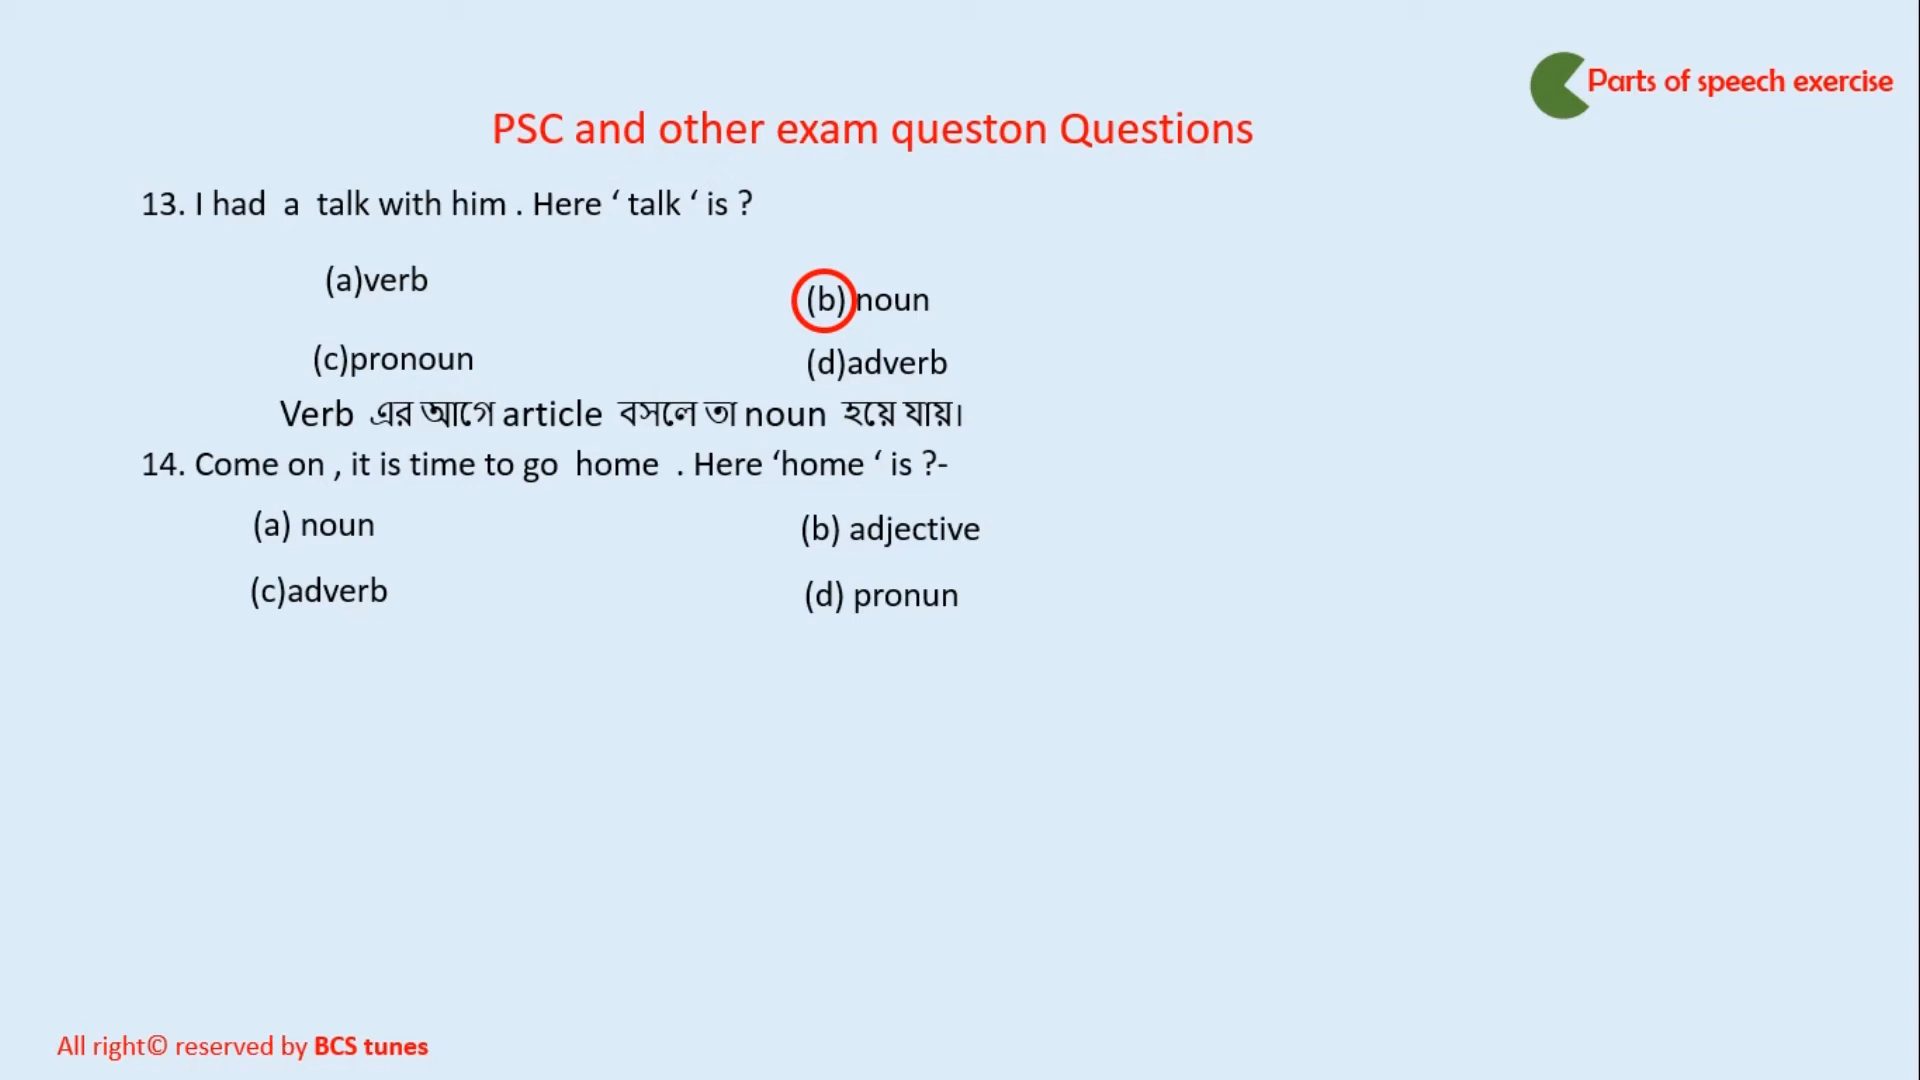 Parts of speech exercise
PSC and other exam queston Questions
13. I had a talk with him . Here ‘ talk ‘ is ?
(a)verb
(b) noun
(c)pronoun
(d)adverb
Verb এর আগে article বসলে তা noun হয়ে যায়।
14. Come on , it is time to go home . Here ‘home ‘ is ?-
(a) noun
(b) adjective
(c)adverb
(d) pronun
All right© reserved by BCS tunes